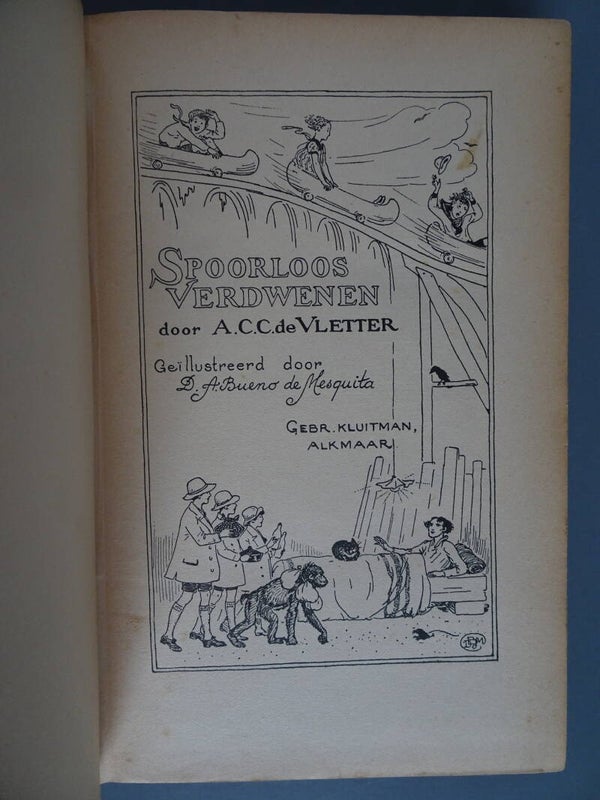 SPOORLOOS
VERDWENEN
door A.C.C. de VLETTER
Geïllustreerd door
D. A. Bueno de Mesquita
GEBR. KLUITMAN,
ALKMAAR